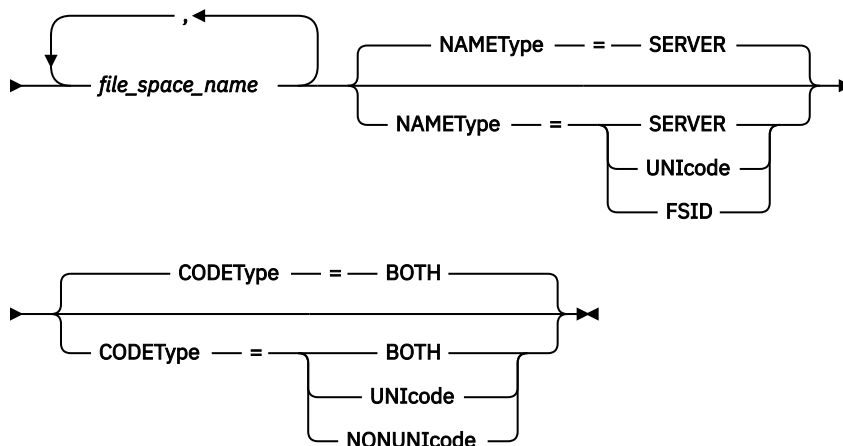 ,
NAMEType = SERVER
file_space_name
NAMEType = SERVER
UNIcode
FSID
CODEType = BOTH
CODEType = BOTH
UNIcode
NONUNIcode